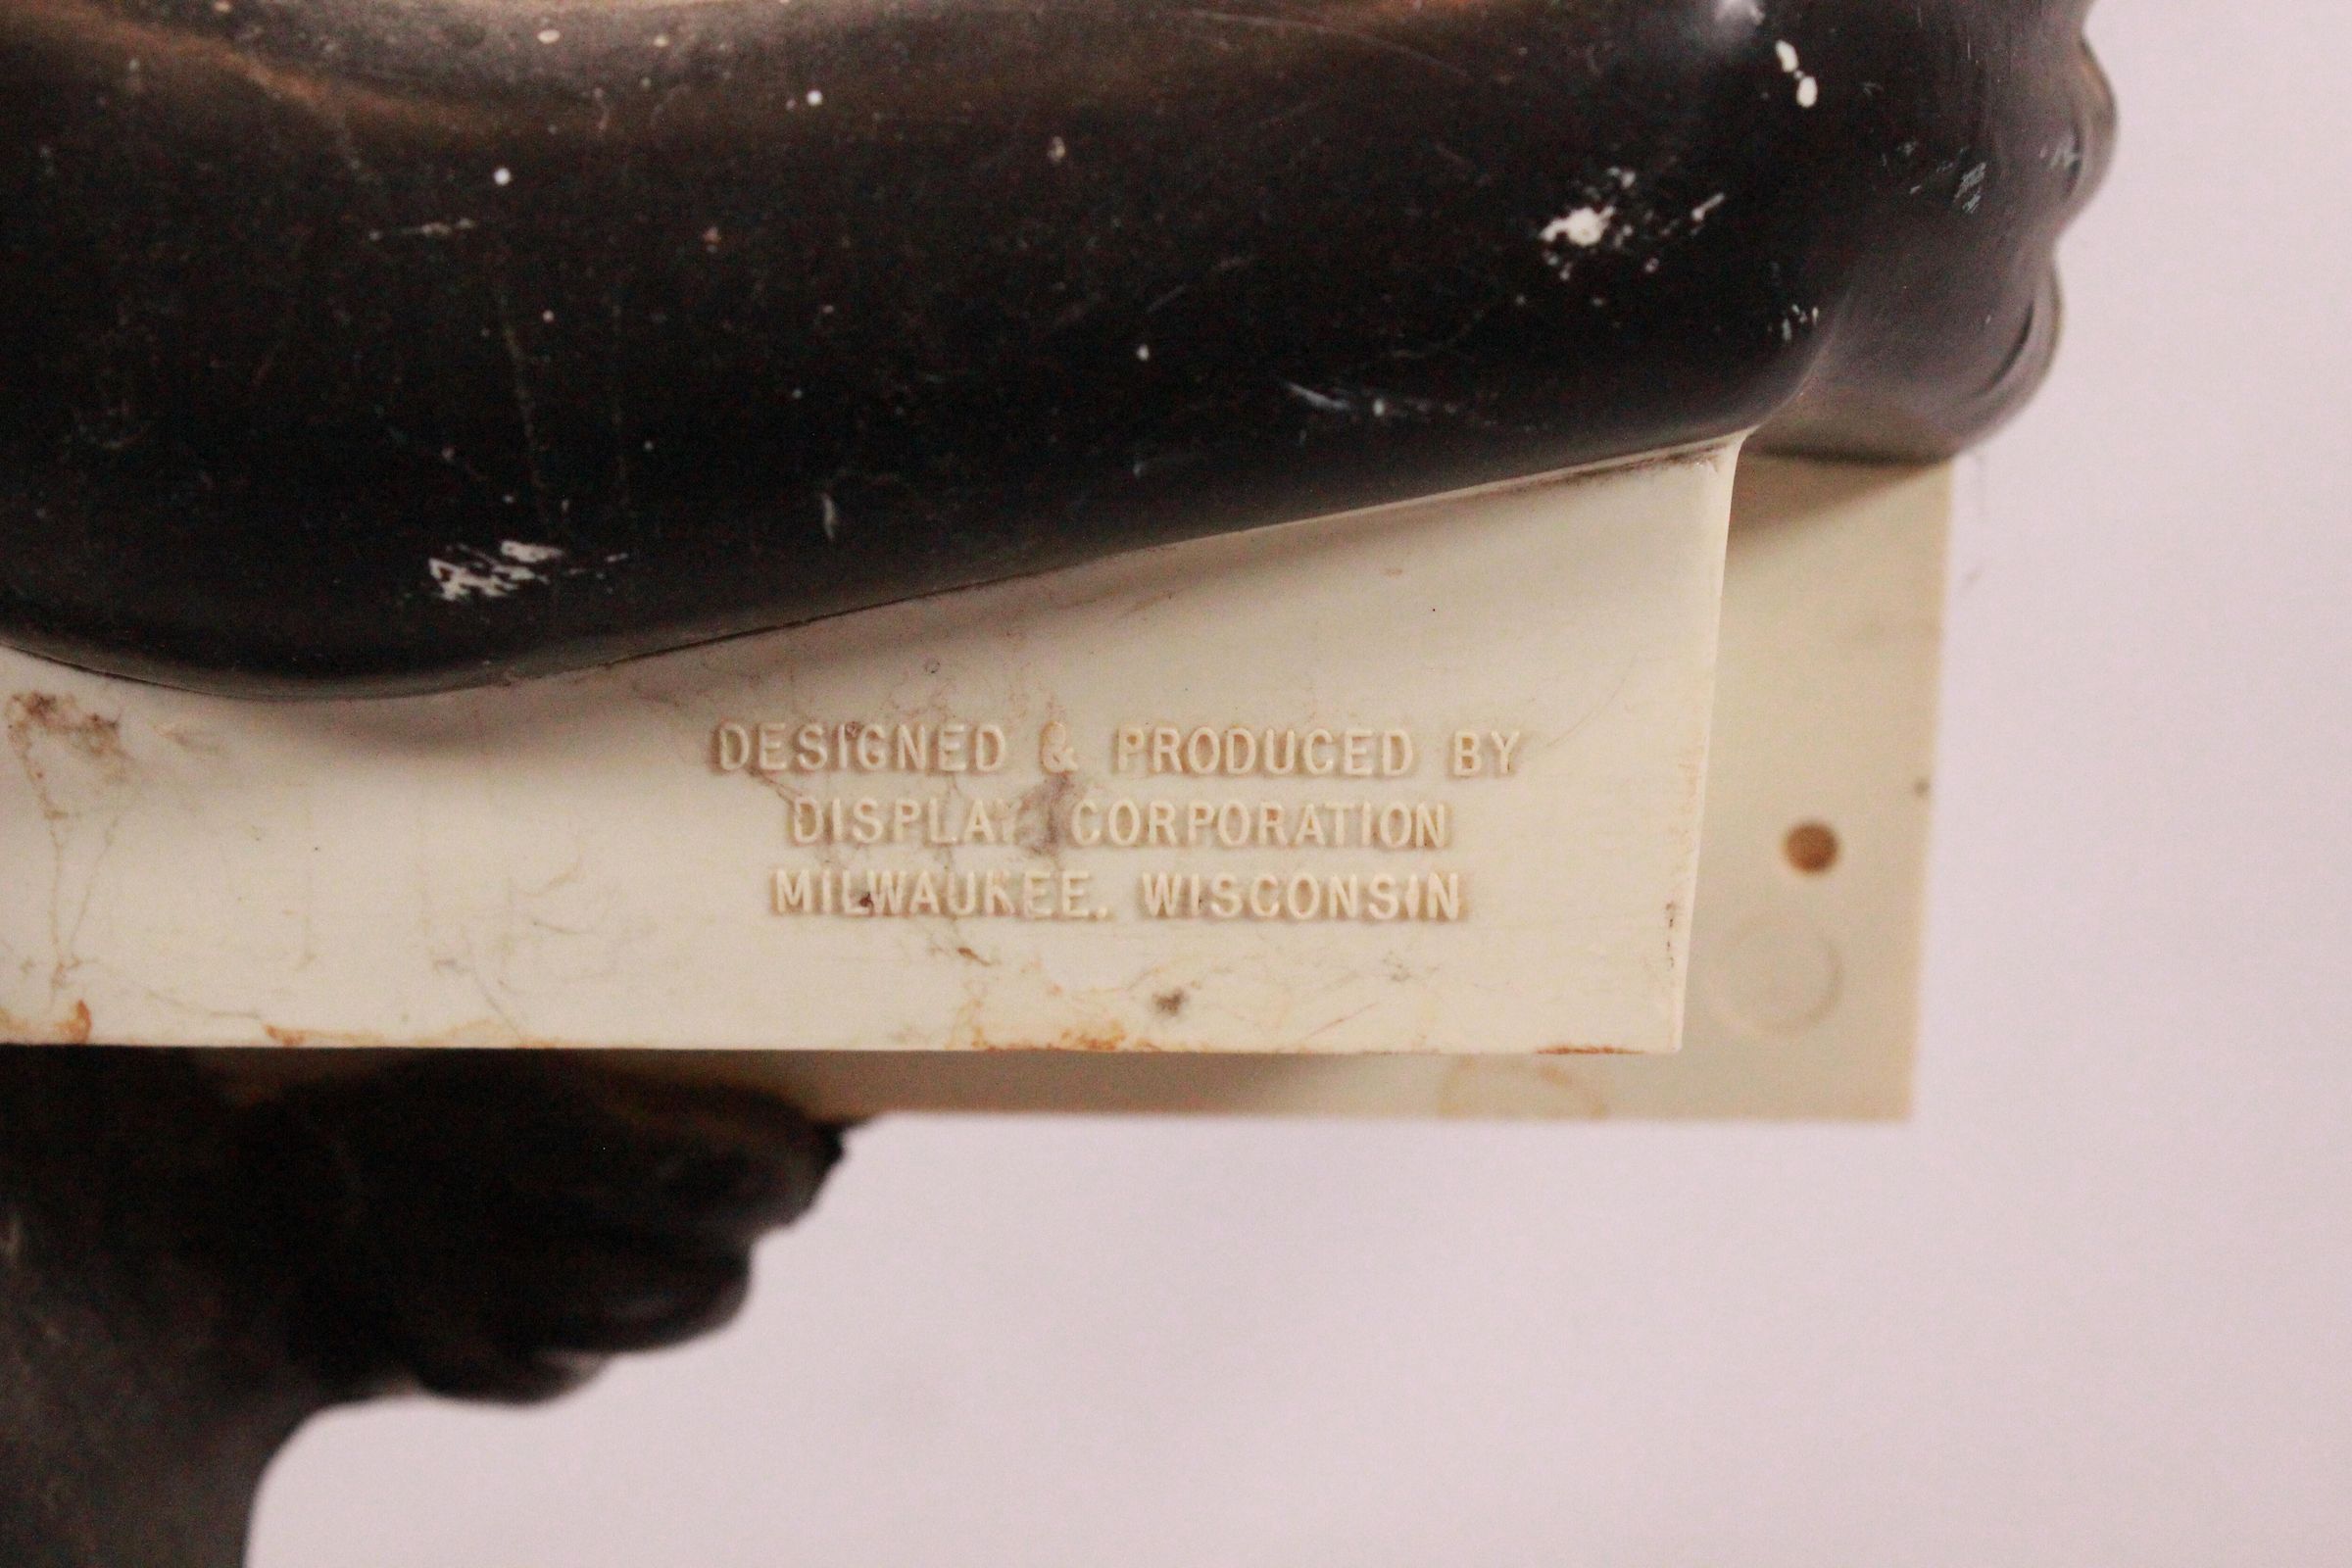 DESIGNED & PRODUCED BY
DISPLAY CORPORATION
MILWAUKEE, WISCONSIN